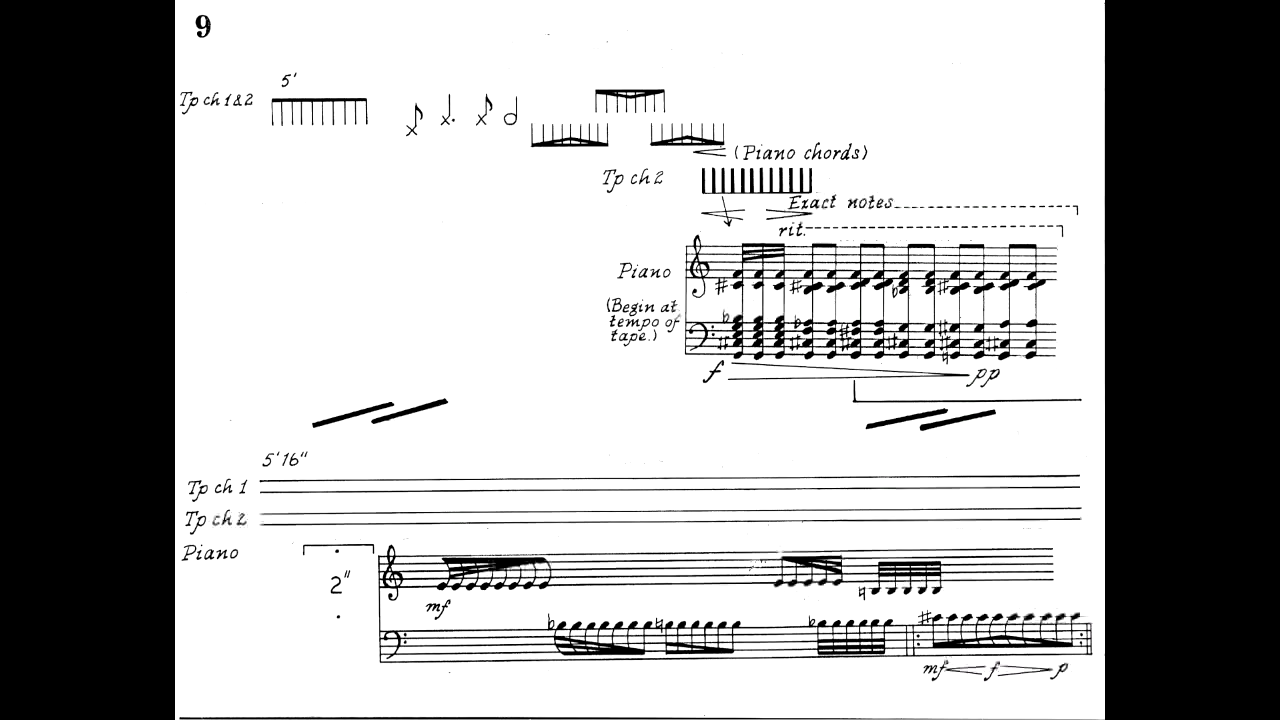 9
5'
Tp ch 1 & 2
(Piano chords)
Tp ch 2
Exact notes
rit.
Piano
(Begin at
tempo of
tape.)
f pp
5'16"
Tp ch 1
Tp ch 2
Piano
2"
mf
mf f p